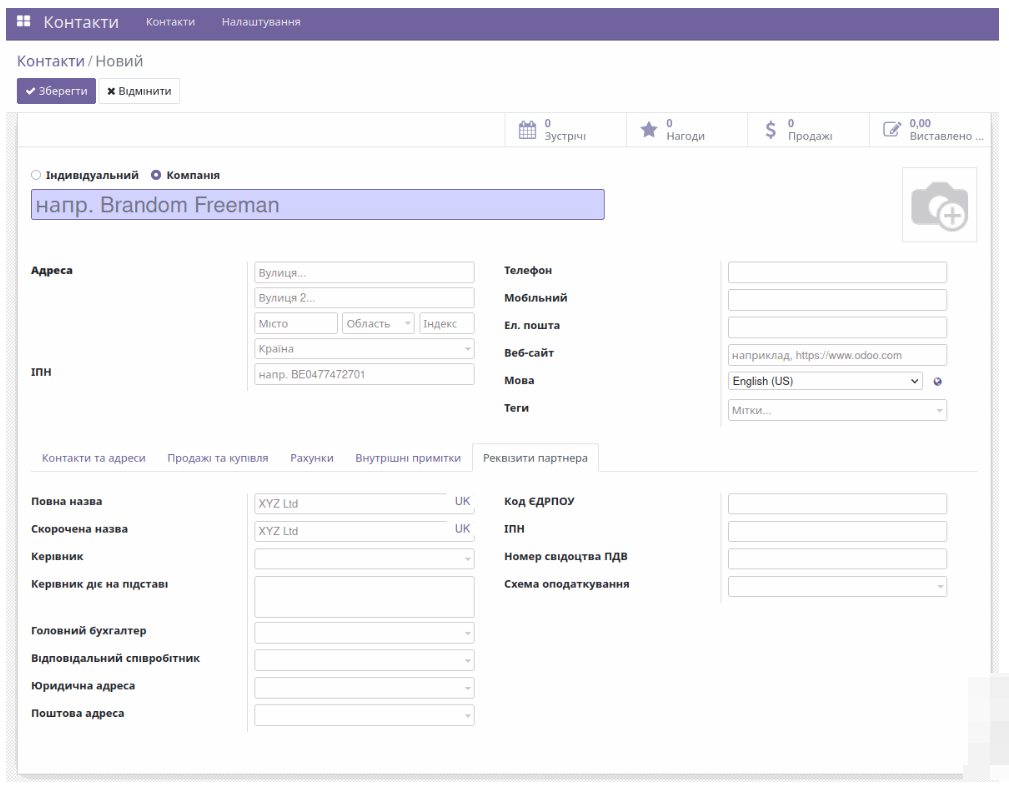 Контакти Контакти Налаштування
Контакти / Новий
Зберегти Відмінити
0 Зустрічі
0 Нагоди
0 Продажі
0,00 Виставлено ...
Індивідуальний Компанія
напр. Brandom Freeman
Адреса
Вулиця...
Вулиця 2...
Місто Область Індекс
Країна
ІПН напр. BE0477472701
Телефон
Мобільний
Ел. пошта
Веб-сайт наприклад, https://www.odoo.com
Мова English (US)
Теги Мітки...
Контакти та адреси Продажі та купівля Рахунки Внутрішні примітки Реквізити партнера
Повна назва XYZ Ltd UK
Скорочена назва XYZ Ltd UK
Керівник
Керівник діє на підставі
Головний бухгалтер
Відповідальний співробітник
Юридична адреса
Поштова адреса
Код ЄДРПОУ
ІПН
Номер свідоцтва ПДВ
Схема оподаткування